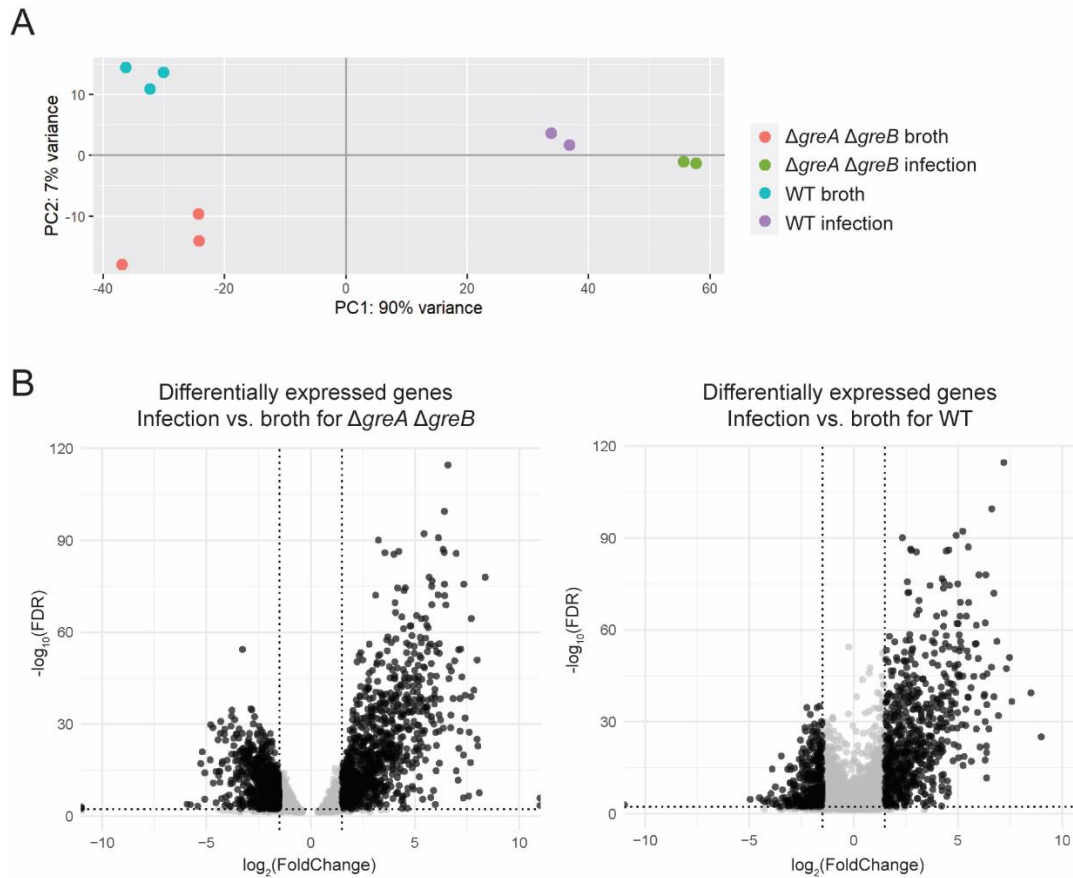 A
PC2: 7% variance
10
0
-10
-40
-20
0
20
40
60
PC1: 90% variance
ΔgreA ΔgreB broth
ΔgreA ΔgreB infection
WT broth
WT infection
B
Differentially expressed genes
Infection vs. broth for ΔgreA ΔgreB
-log10(FDR)
120
90
60
30
0
−10
−5
0
5
10
log2(FoldChange)
Differentially expressed genes
Infection vs. broth for WT
-log10(FDR)
120
90
60
30
0
−10
−5
0
5
10
log2(FoldChange)